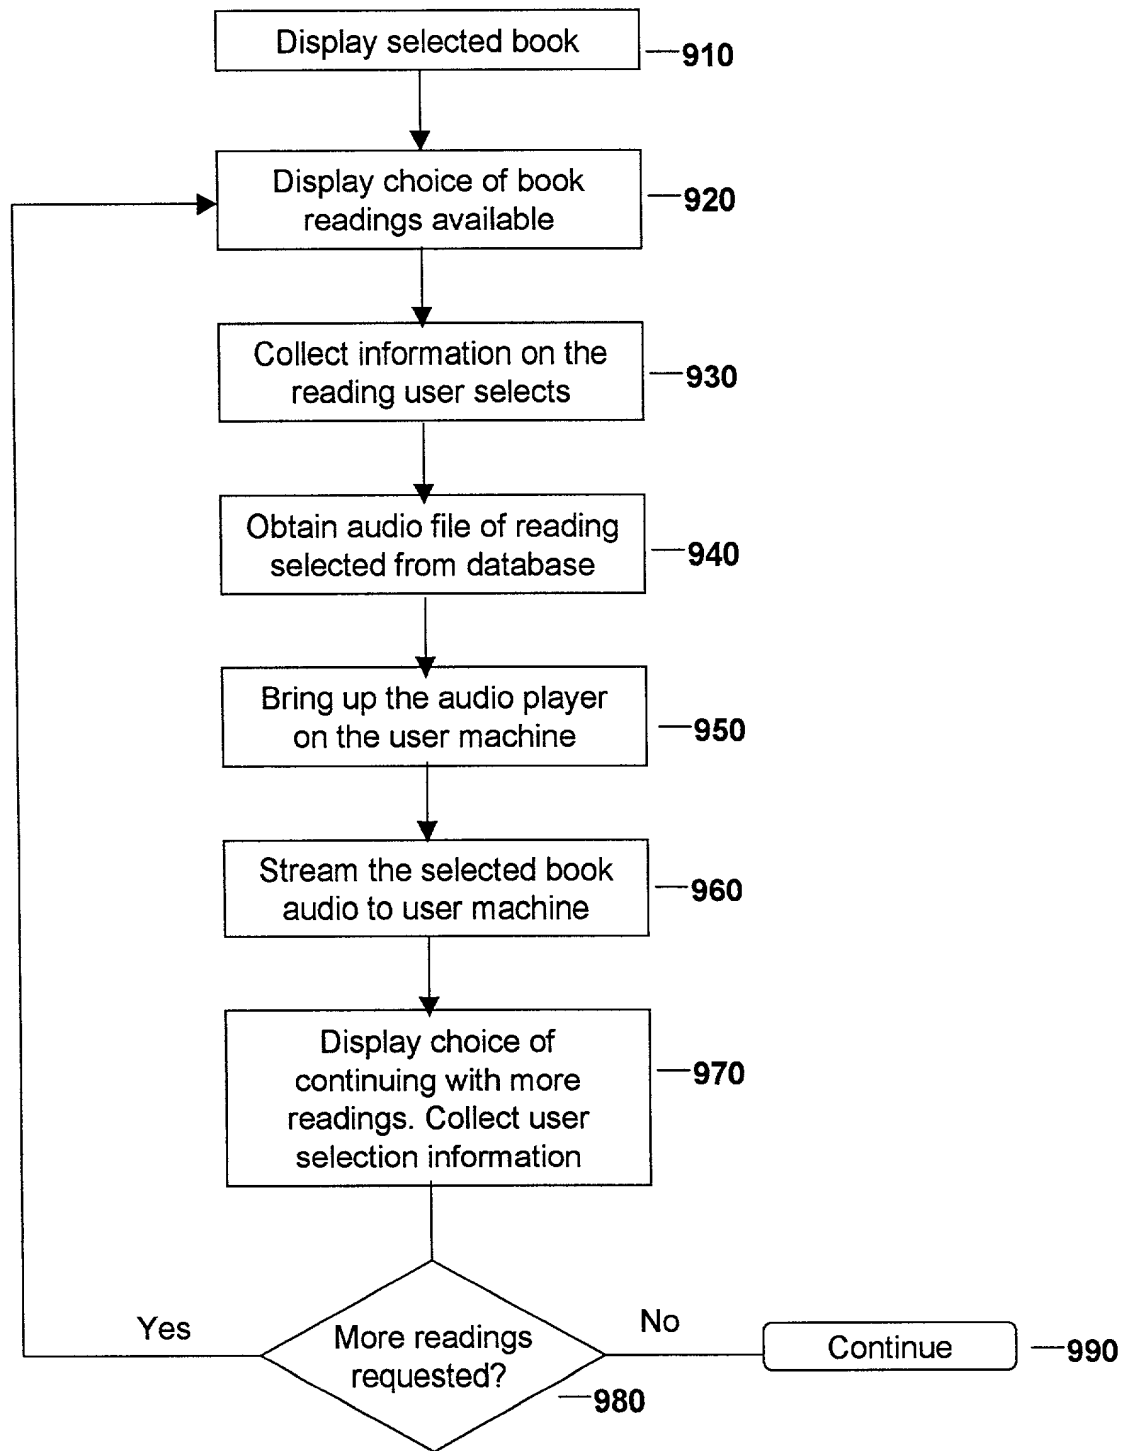 Display selected book
910
Display choice of book
readings available
920
Collect information on the
reading user selects
930
Obtain audio file of reading
selected from database
940
Bring up the audio player
on the user machine
950
Stream the selected book
audio to user machine
960
Display choice of
continuing with more
readings. Collect user
selection information
970
Yes
More readings
requested?
980
No
Continue
990